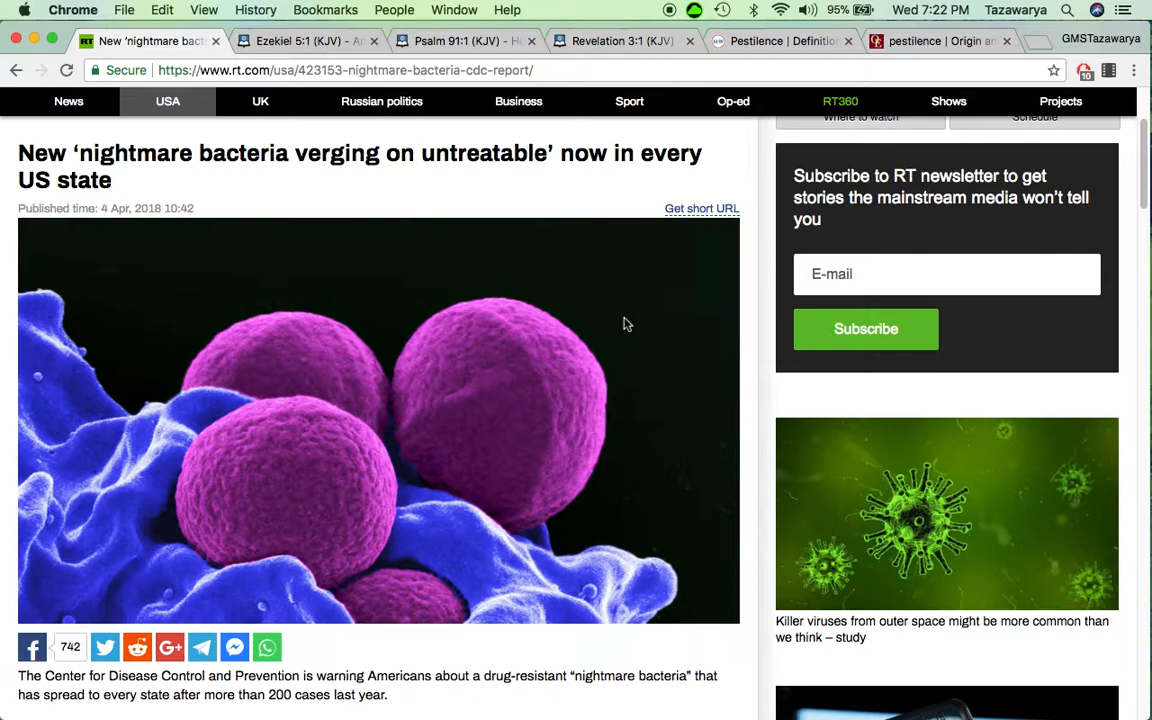 Chrome File Edit View History Bookmarks People Window Help 95% Wed 7:22 PM Tazawarya
RT New ‘nightmare bact × Ezekiel 5:1 (KJV) - An × Psalm 91:1 (KJV) - He × Revelation 3:1 (KJV) × Pestilence | Definition × pestilence | Origin an × GMSTazawarya
Secure https://www.rt.com/usa/423153-nightmare-bacteria-cdc-report/ 10
News USA UK Russian politics Business Sport Op-ed RT360 Shows Projects
Where to watch Schedule
New ‘nightmare bacteria verging on untreatable’ now in every
US state
Published time: 4 Apr, 2018 10:42 Get short URL
Subscribe to RT newsletter to get
stories the mainstream media won’t tell
you
E-mail
Subscribe
Killer viruses from outer space might be more common than
we think – study
742
The Center for Disease Control and Prevention is warning Americans about a drug-resistant “nightmare bacteria” that
has spread to every state after more than 200 cases last year.